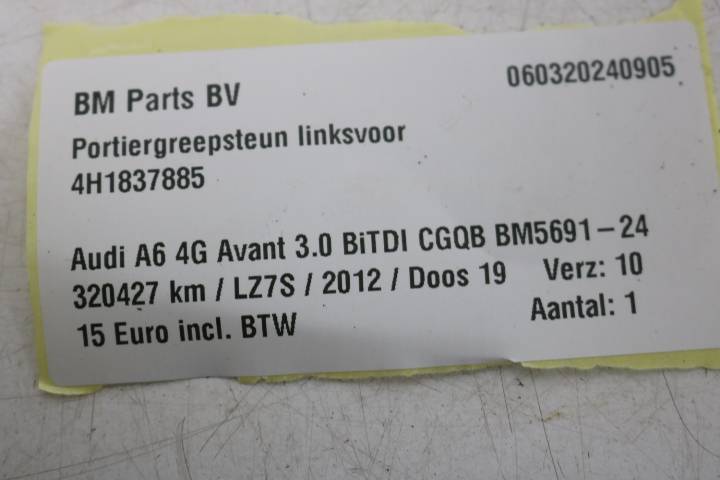 BM Parts BV 060320240905
Portiergreepsteun linksvoor
4H1837885
Audi A6 4G Avant 3.0 BiTDI CGQB BM5691-24
320427 km / LZ7S / 2012 / Doos 19 Verz: 10
15 Euro incl. BTW Aantal: 1